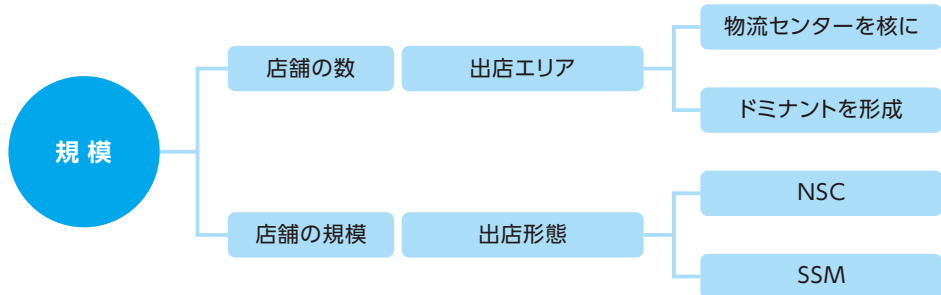 規模
店舗の数
出店エリア
物流センターを核に
ドミナントを形成
店舗の規模
出店形態
NSC
SSM